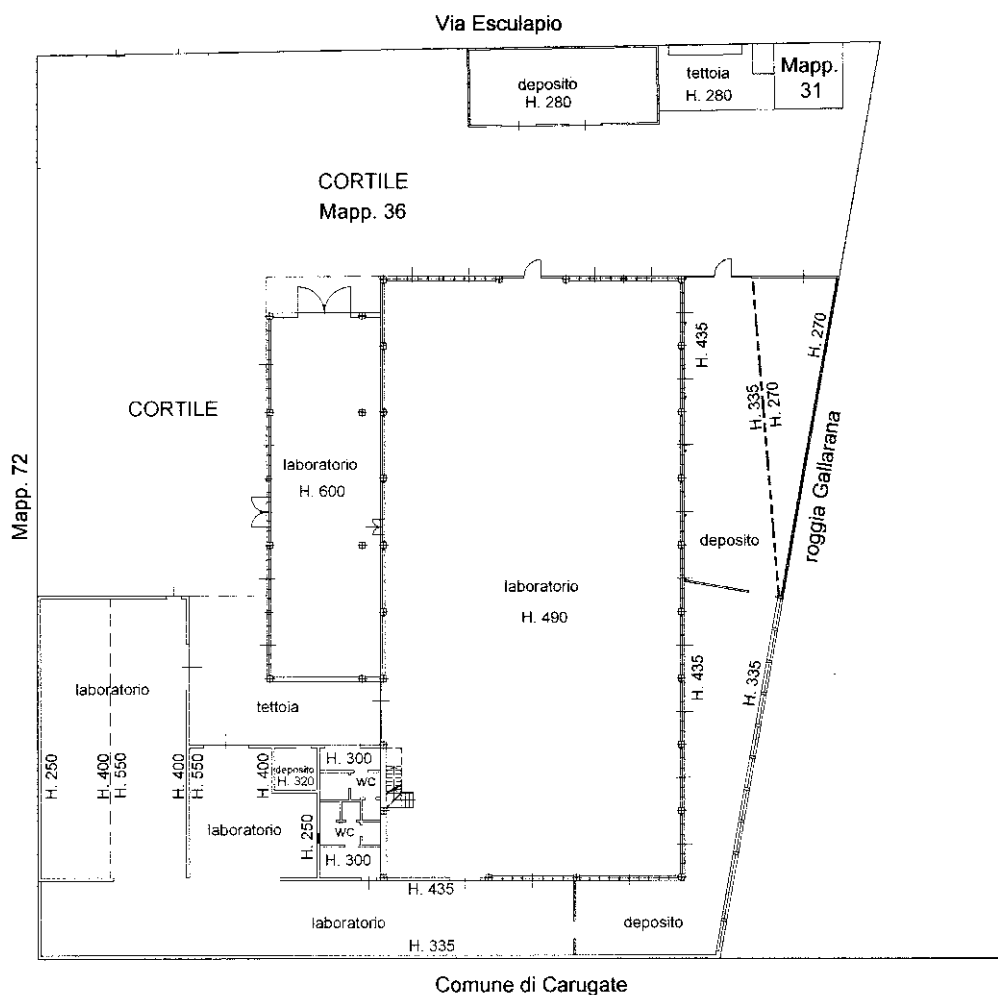 Via Esculapio
deposito
H. 280
tettoia
H. 280
Mapp.
31
CORTILE
Mapp. 36
H. 435
H. 270
H. 335
H. 270
CORTILE
Mapp. 72
roggia Gallarana
laboratorio
H. 600
deposito
laboratorio
H. 490
H. 435
H. 335
laboratorio
tettoia
H. 250
H. 400
H. 550
H. 400
H. 550
H. 400
deposito
H. 320
H. 300
WC
laboratorio
H. 250
WC
H. 300
H. 435
laboratorio
deposito
H. 335
Comune di Carugate